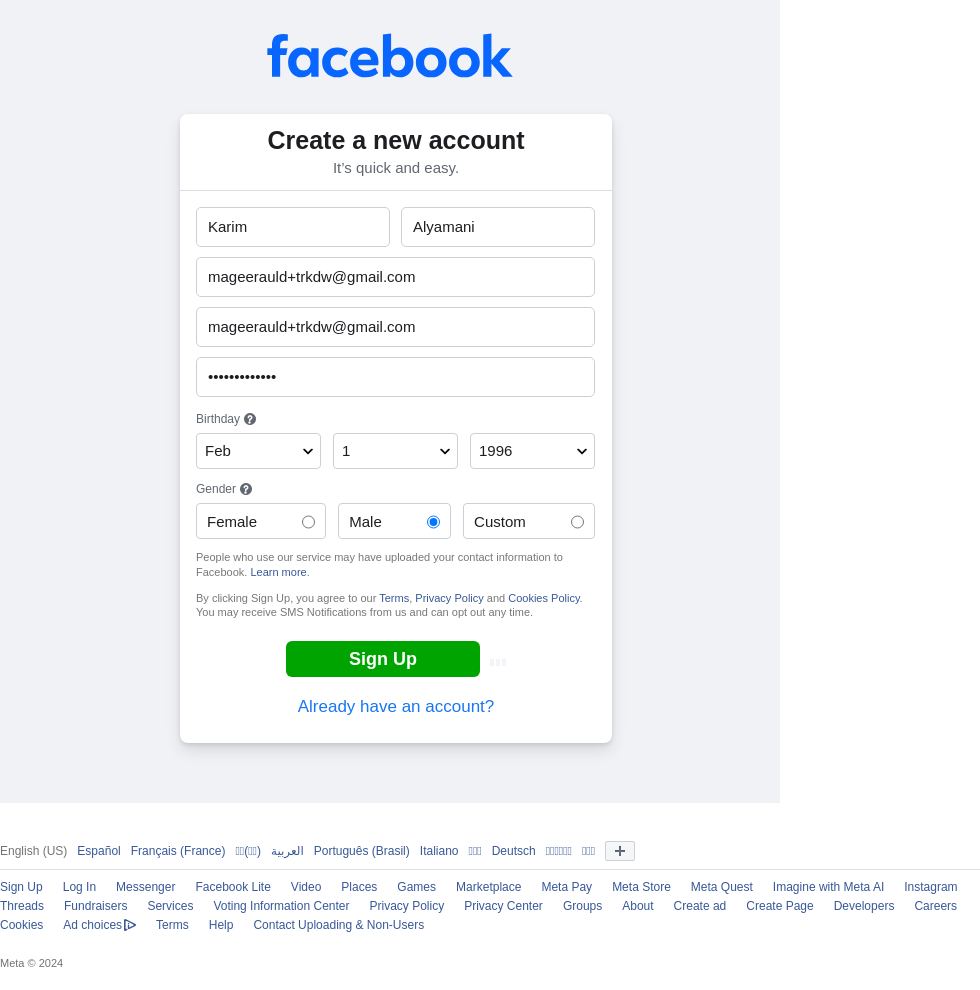 facebook
Create a new account
It's quick and easy.
Karim Alyamani
mageerauld+trkdw@gmail.com
mageerauld+trkdw@gmail.com
•••••••••••••
Birthday
Feb 1 1996
Gender
Female Male Custom
People who use our service may have uploaded your contact information to
Facebook. Learn more.
By clicking Sign Up, you agree to our Terms, Privacy Policy and Cookies Policy.
You may receive SMS Notifications from us and can opt out any time.
Sign Up
Already have an account?
English (US) Español Français (France) العربية Português (Brasil) Italiano Deutsch
Sign Up Log In Messenger Facebook Lite Video Places Games Marketplace Meta Pay Meta Store Meta Quest Imagine with Meta AI Instagram
Threads Fundraisers Services Voting Information Center Privacy Policy Privacy Center Groups About Create ad Create Page Developers Careers
Cookies Ad choices Terms Help Contact Uploading & Non-Users
Meta © 2024